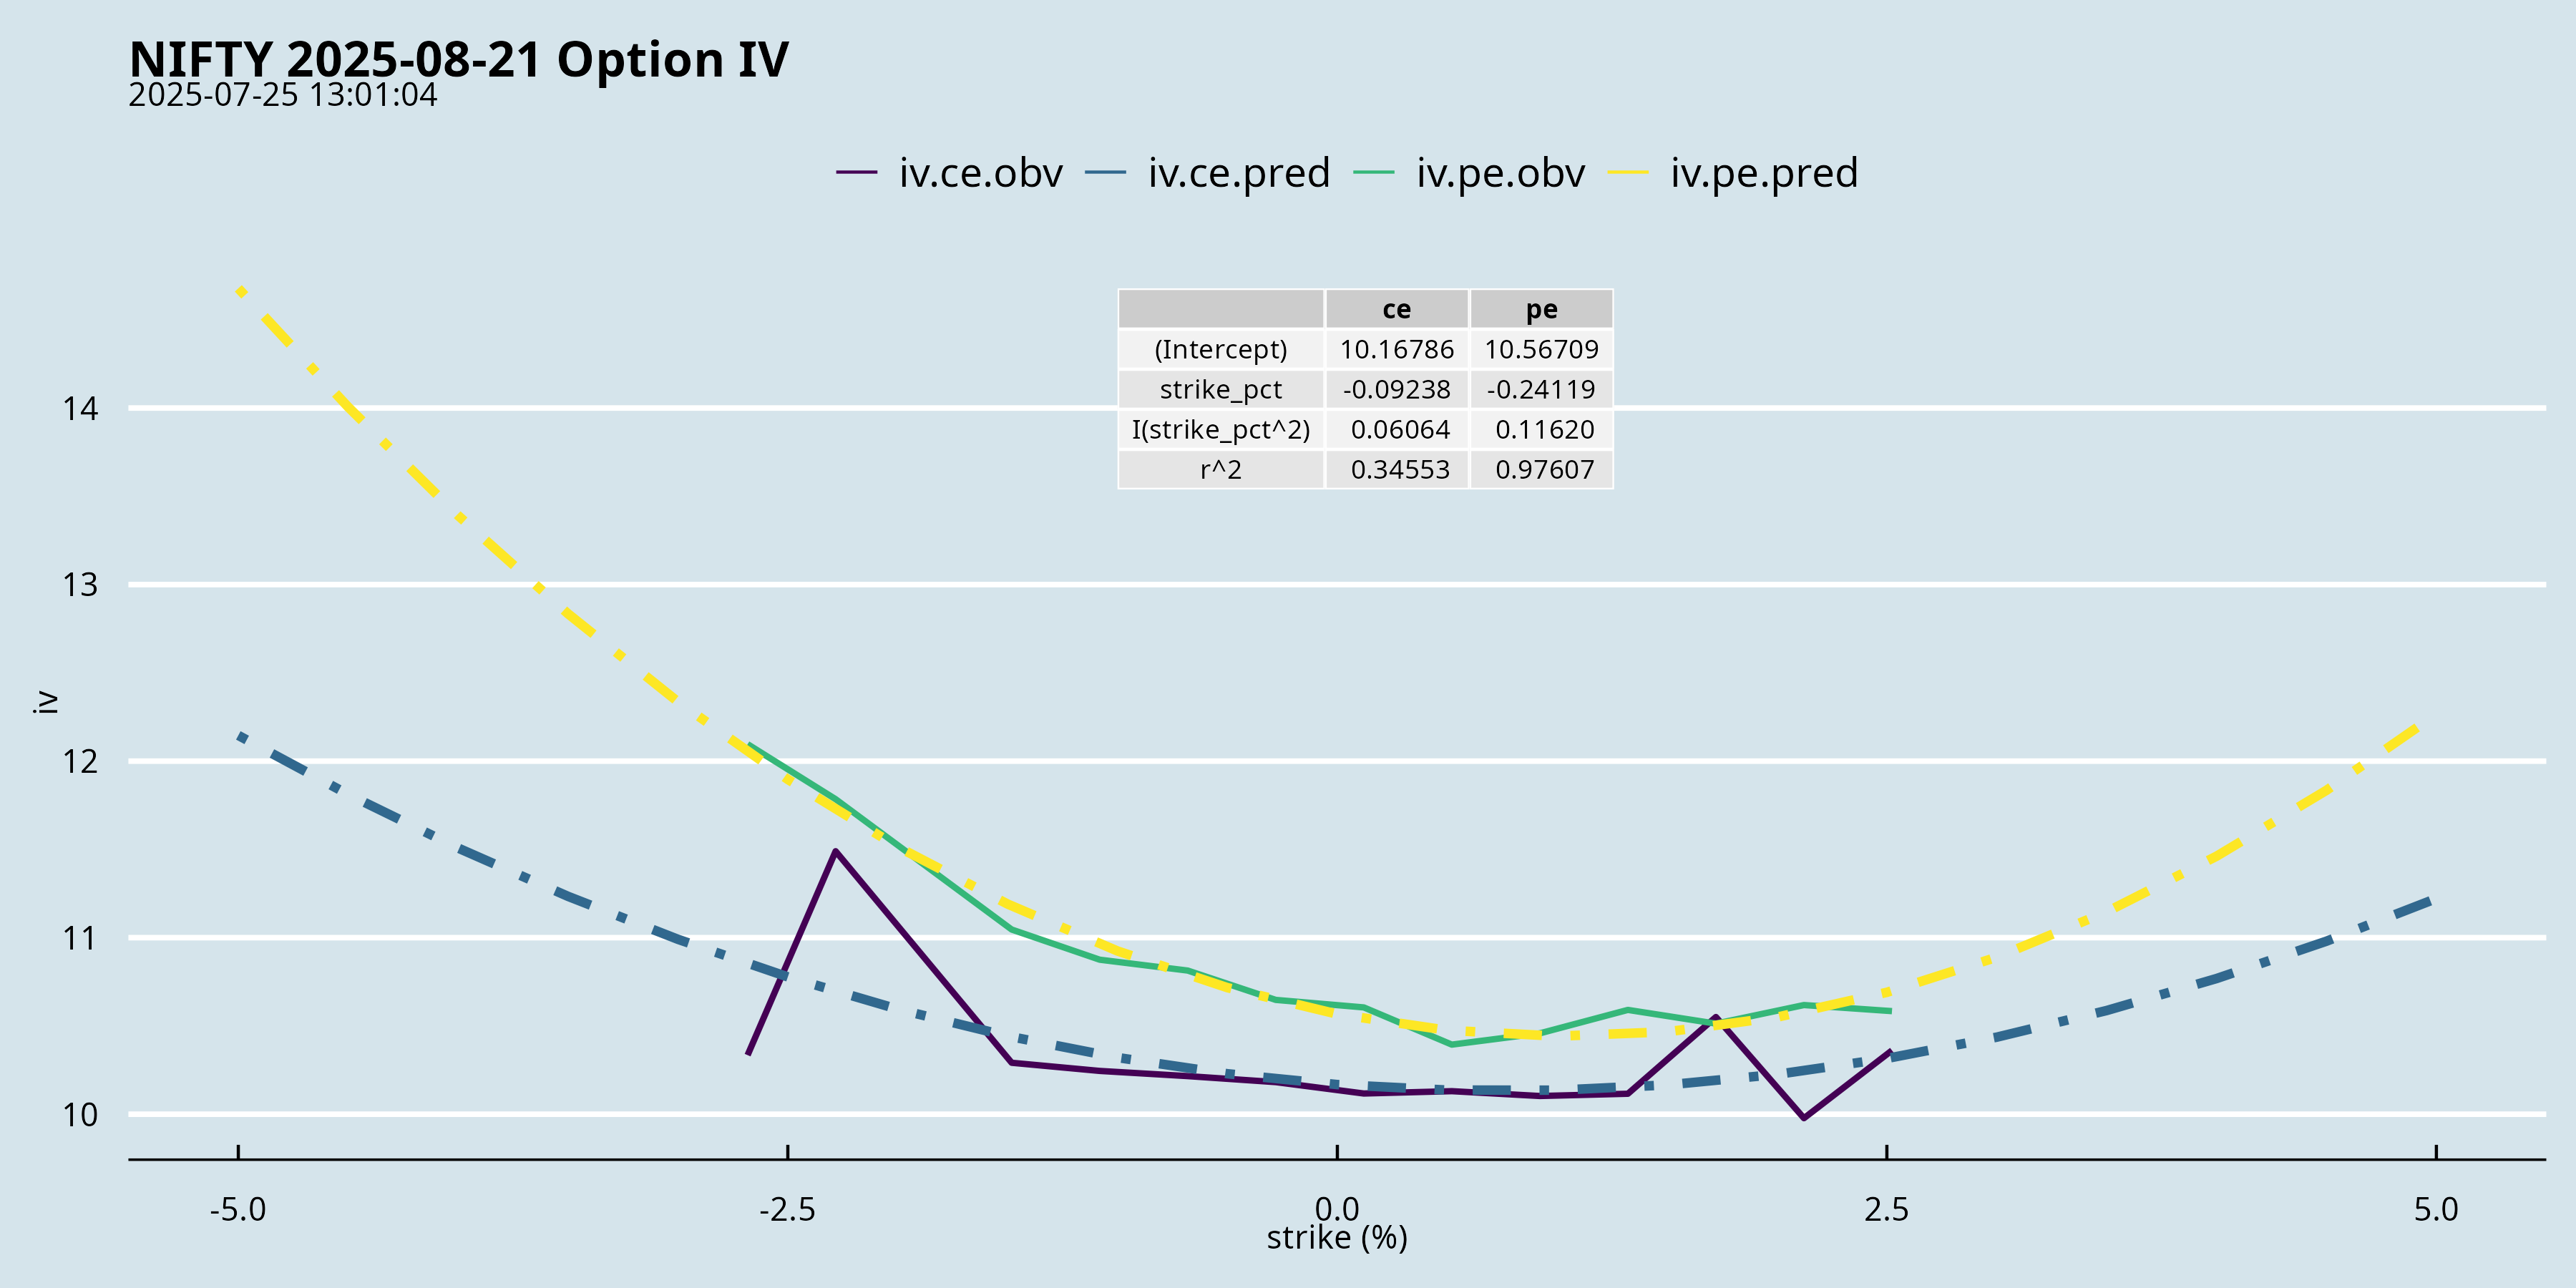 NIFTY 2025-08-21 Option IV
2025-07-25 13:01:04
iv.ce.obv iv.ce.pred iv.pe.obv iv.pe.pred
ce pe
(Intercept) 10.16786 10.56709
strike_pct -0.09238 -0.24119
I(strike_pct^2) 0.06064 0.11620
r^2 0.34553 0.97607
14
13
12
11
10
iv
-5.0 -2.5 0.0 2.5 5.0
strike (%)